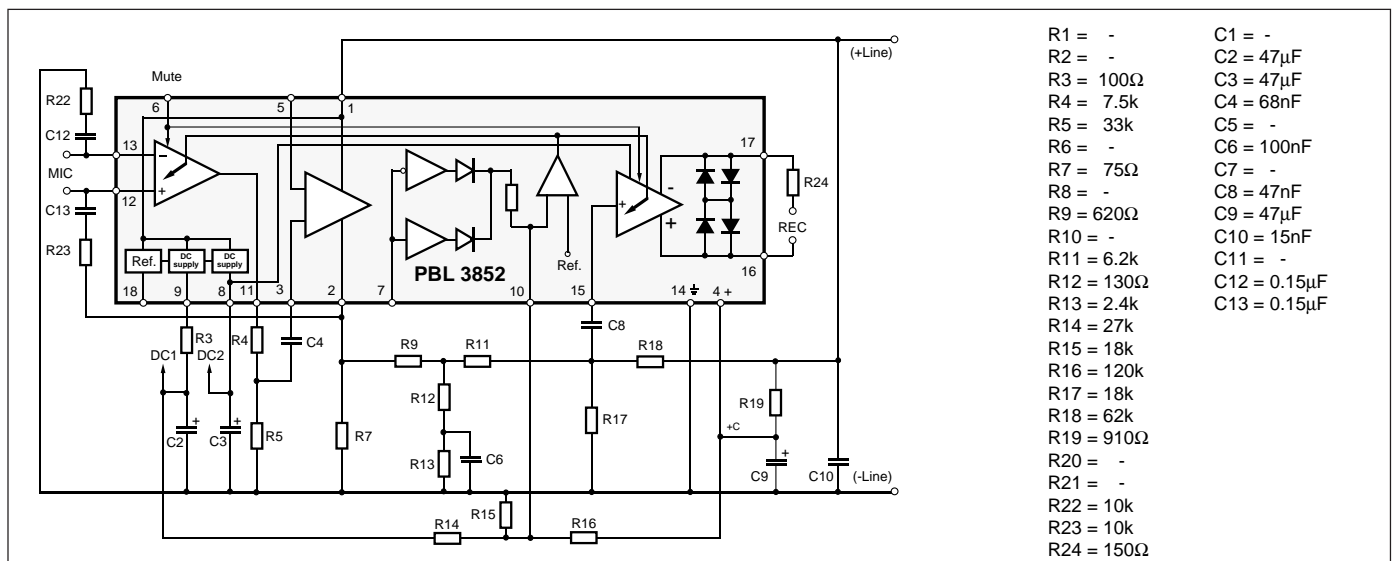 (+Line)
Mute
R22
6
5
1
C12
13
17
MIC
R24
12
C13
REC
R23
Ref.
DC supply
DC supply
PBL 3852
Ref.
16
18
9
8
11
3
2
7
10
15
14
4 +
C8
R3
R4
C4
DC1
DC2
R9
R11
R18
R12
R19
R17
+C
C2
C3
R5
R7
R13
C6
C9
C10
(-Line)
R15
R14
R16
+
-
+
-
+
+
+
+
R1 = -
R2 = -
R3 = 100Ω
R4 = 7.5k
R5 = 33k
R6 = -
R7 = 75Ω
R8 = -
R9 = 620Ω
R10 = -
R11 = 6.2k
R12 = 130Ω
R13 = 2.4k
R14 = 27k
R15 = 18k
R16 = 120k
R17 = 18k
R18 = 62k
R19 = 910Ω
R20 = -
R21 = -
R22 = 10k
R23 = 10k
R24 = 150Ω
C1 = -
C2 = 47µF
C3 = 47µF
C4 = 68nF
C5 = -
C6 = 100nF
C7 = -
C8 = 47nF
C9 = 47µF
C10 = 15nF
C11 = -
C12 = 0.15µF
C13 = 0.15µF